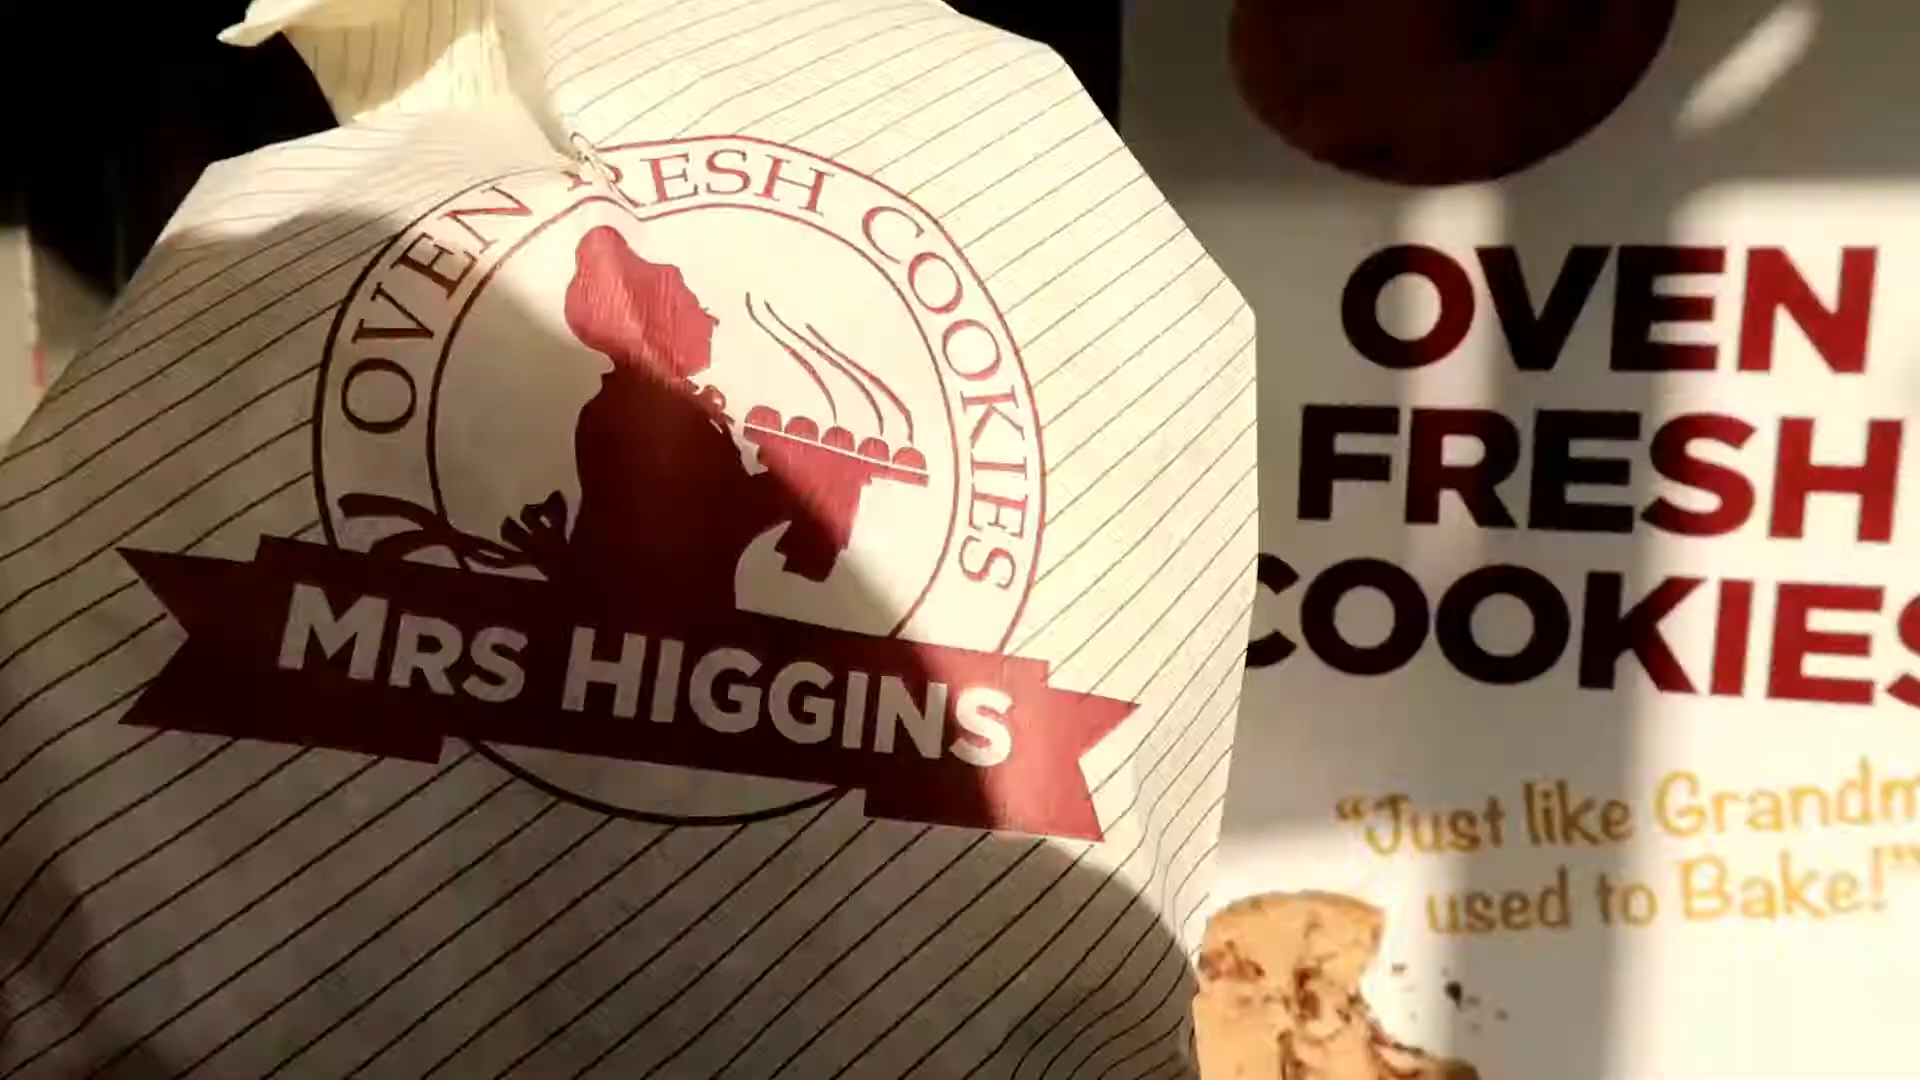 OVEN FRESH COOKIES
MRS HIGGINS
OVEN
FRESH
COOKIES
"Just like Grandm
used to Bake!"